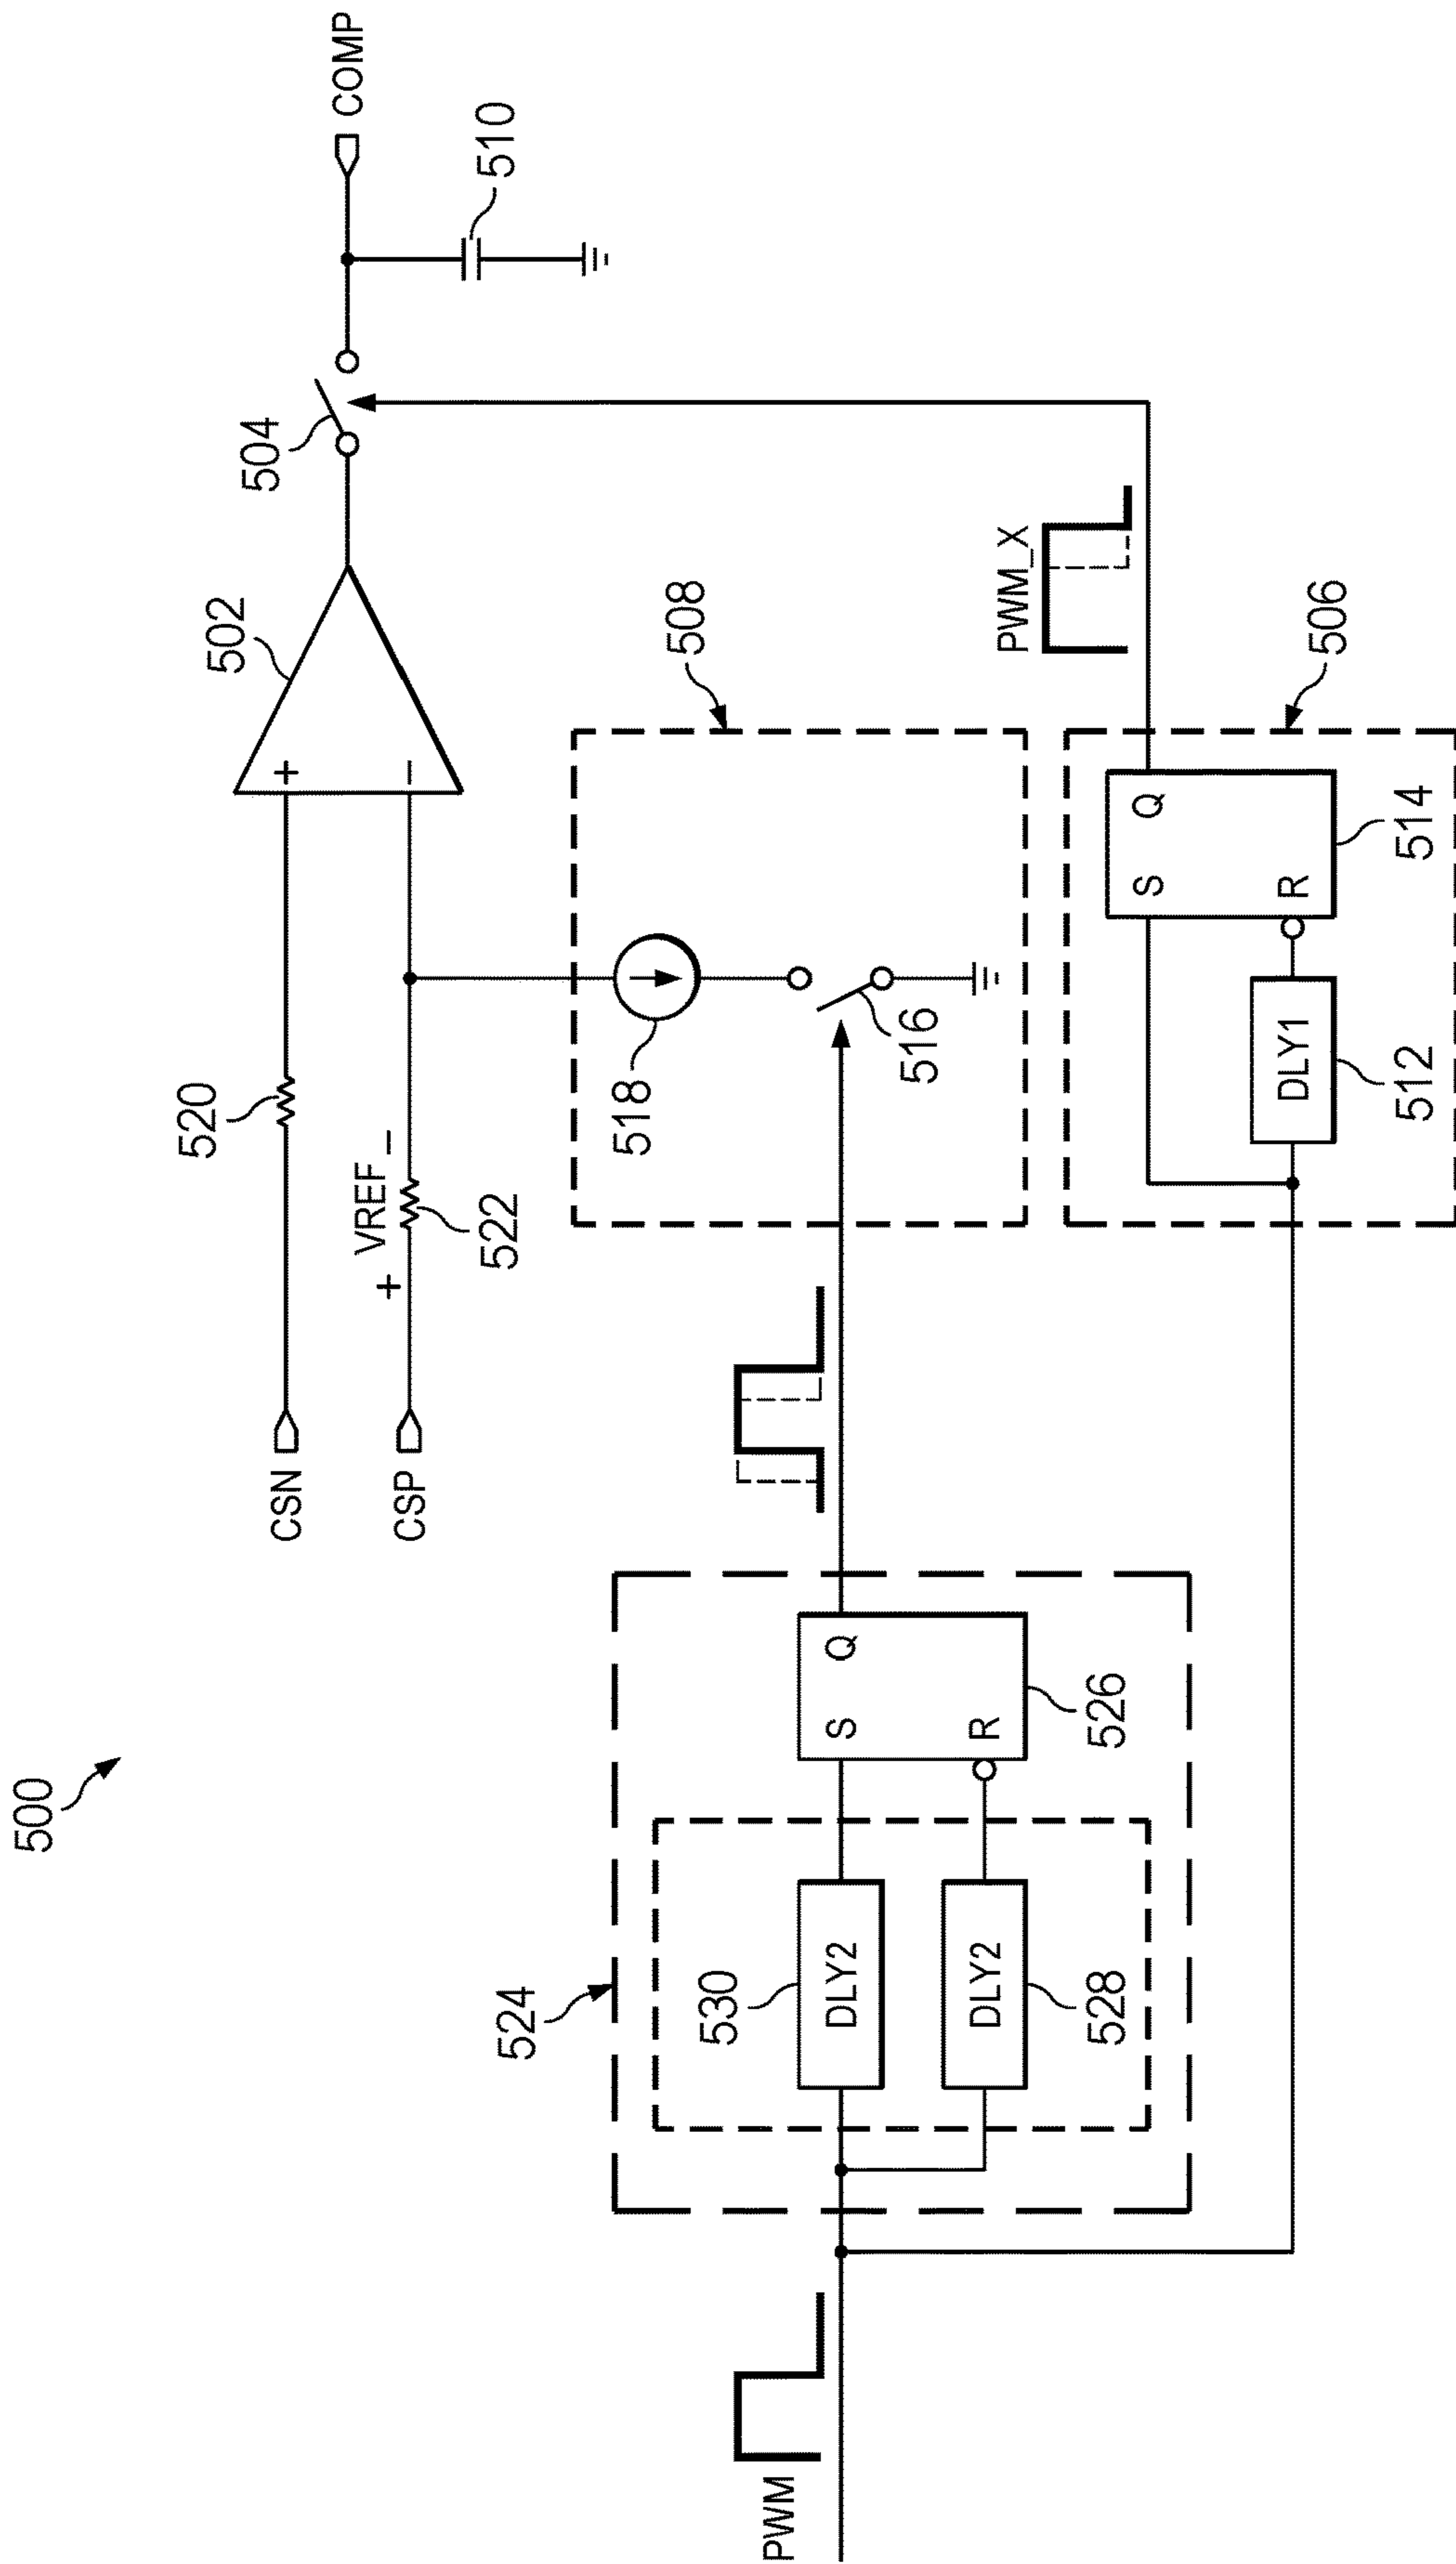 500
PWM
524
530
DLY2
DLY2
528
S
Q
R
526
CSN
CSP
520
+ VREF -
522
+
-
502
504
COMP
510
508
518
516
PWM_X
506
S
Q
R
514
DLY1
512